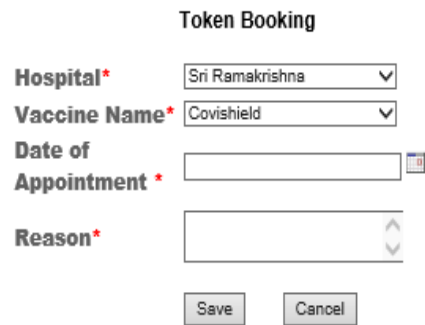 Token Booking
Hospital* Sri Ramakrishna
Vaccine Name* Covishield
Date of
Appointment *
Reason*
Save Cancel